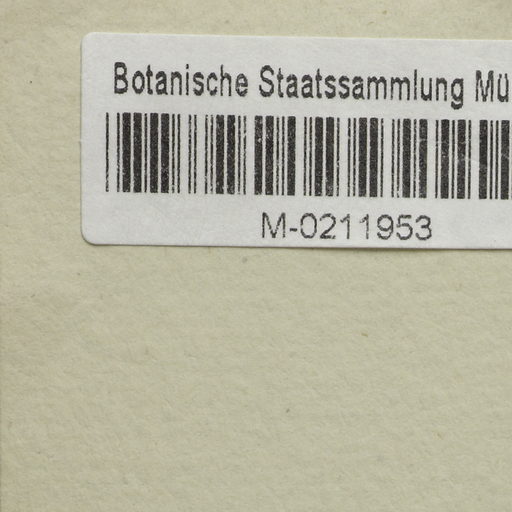 Botanische Staatssammlung Mü
M-0211953